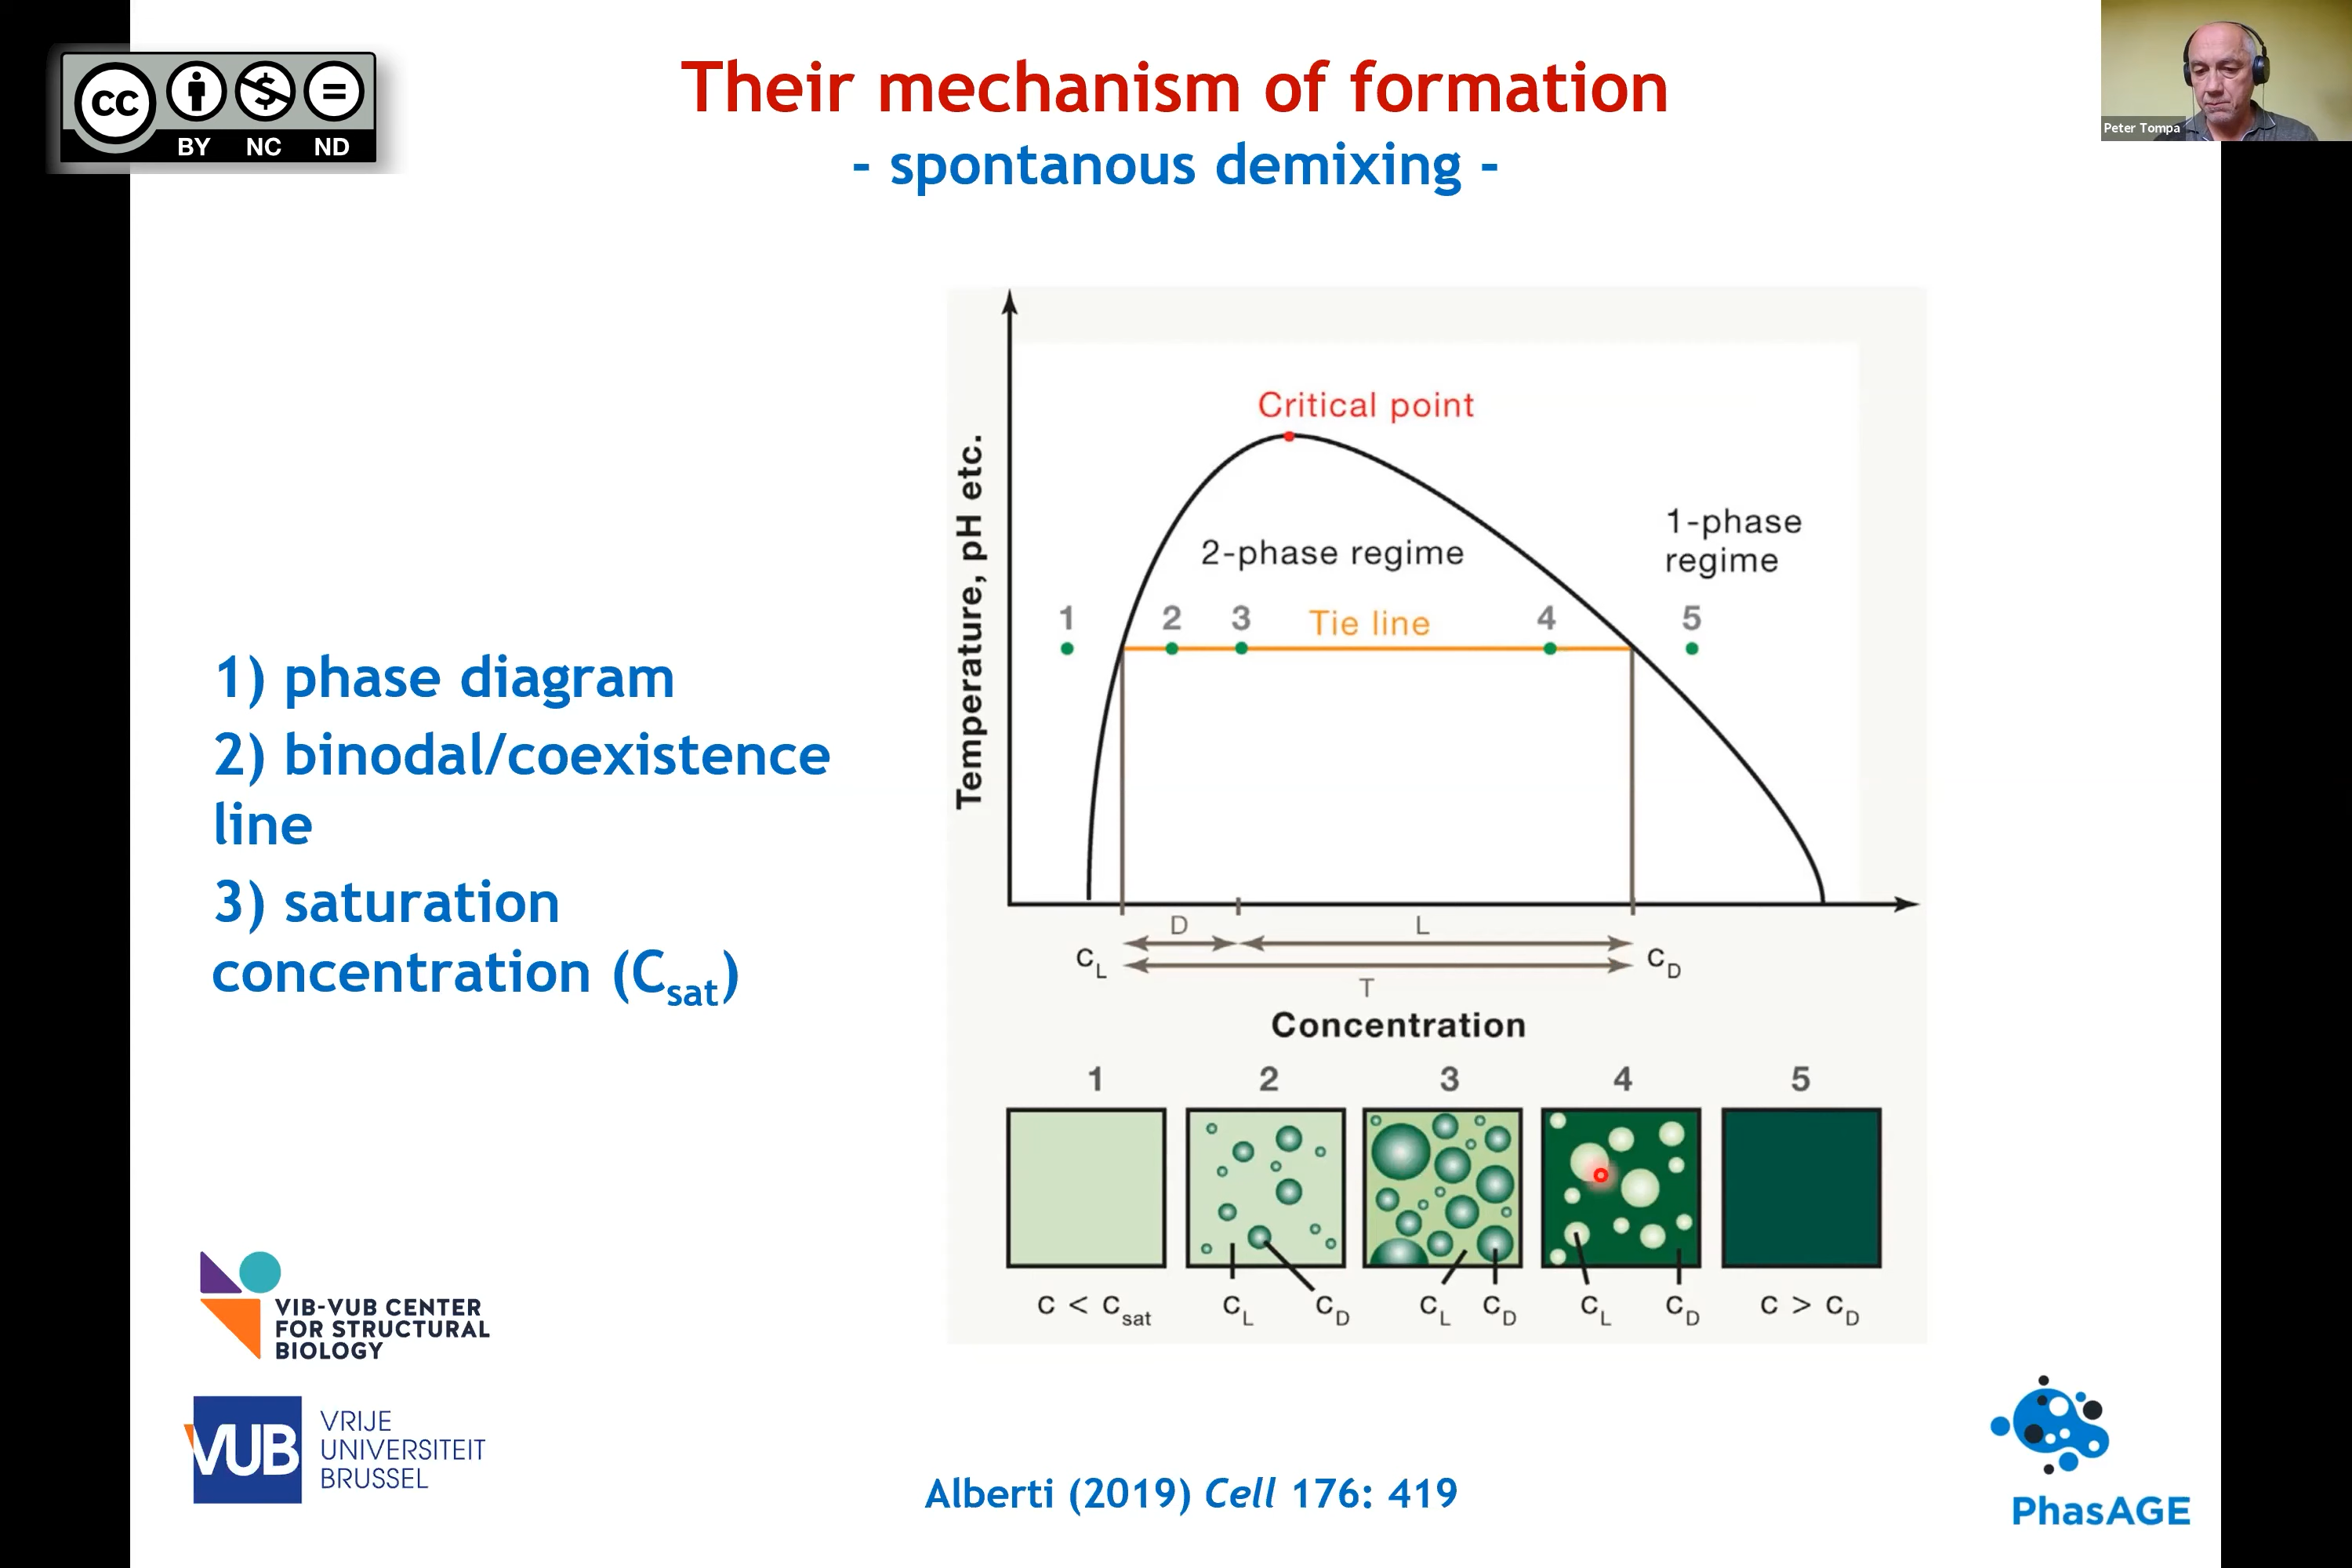 cc
BY NC ND
Their mechanism of formation
- spontanous demixing -
Peter Tompa
1) phase diagram
2) binodal/coexistence
line
3) saturation
concentration (Csat)
Temperature, pH etc.
Critical point
2-phase regime
1-phase
regime
1 2 3 Tie line 4 5
D L
CL CD
T
Concentration
1 2 3 4 5
C < Csat CL CD CL CD CL CD C > CD
VIB-VUB CENTER
FOR STRUCTURAL
BIOLOGY
VUB
VRIJE
UNIVERSITEIT
BRUSSEL
Alberti (2019) Cell 176: 419
PhasAGE